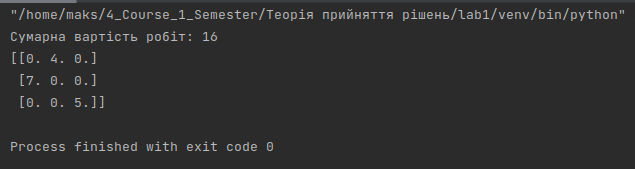 "/home/maks/4_Course_1_Semester/Теорія прийняття рішень/lab1/venv/bin/python"
Сумарна вартість робіт: 16
[[0. 4. 0.]
 [7. 0. 0.]
 [0. 0. 5.]]
Process finished with exit code 0